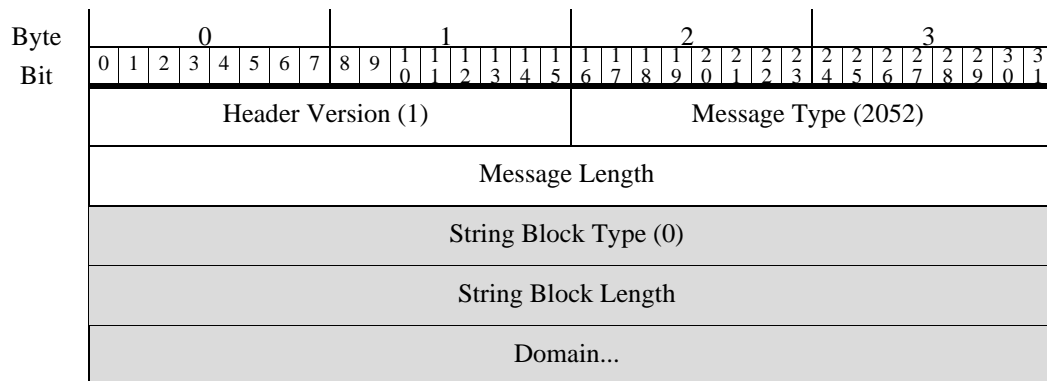 Byte 0 1 2 3
Bit 0 1 2 3 4 5 6 7 8 9 10 11 12 13 14 15 16 17 18 19 20 21 22 23 24 25 26 27 28 29 30 31
Header Version (1) Message Type (2052)
Message Length
String Block Type (0)
String Block Length
Domain...